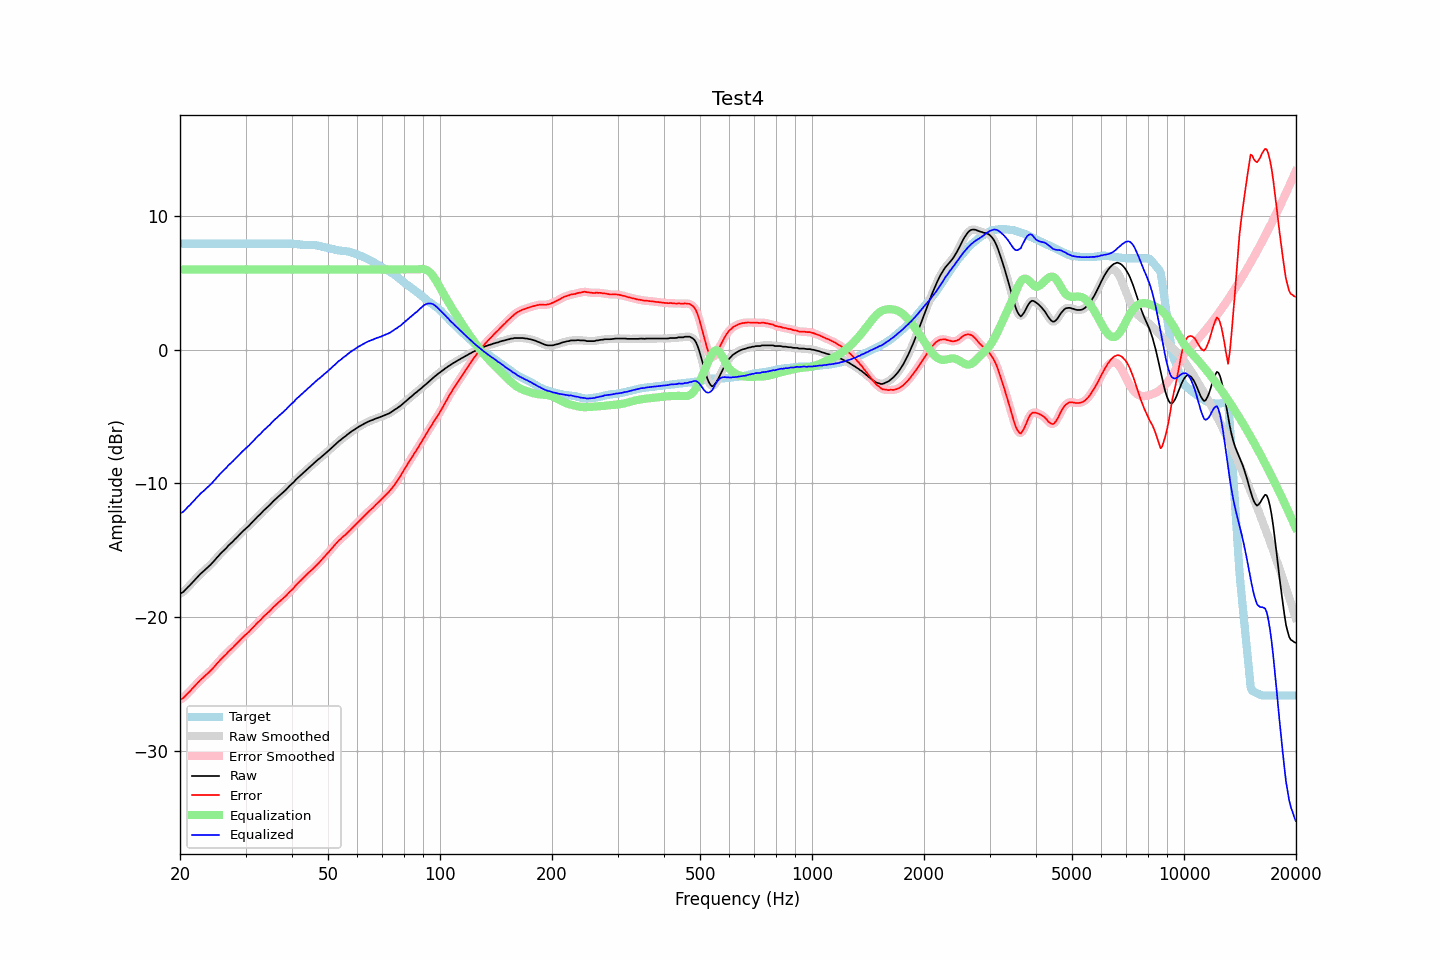 Test4
10
0
−10
−20
−30
Amplitude (dBr)
Target
Raw Smoothed
Error Smoothed
Raw
Error
Equalization
Equalized
20 50 100 200 500 1000 2000 5000 10000 20000
Frequency (Hz)